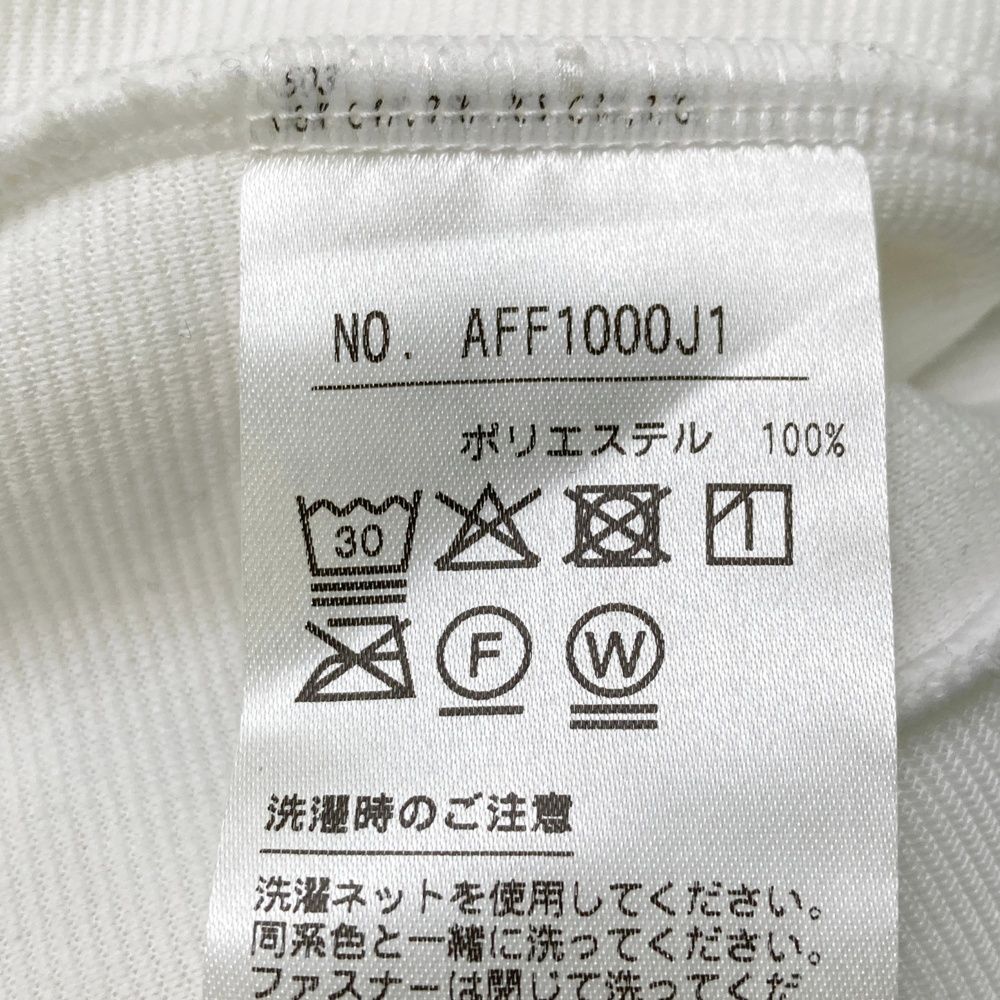 NO. AFF1000J1
ポリエステル 100%
30
F W
洗濯時のご注意
洗濯ネットを使用してください。
同系色と一緒に洗ってください。
ファスナーは閉じて洗ってくだ